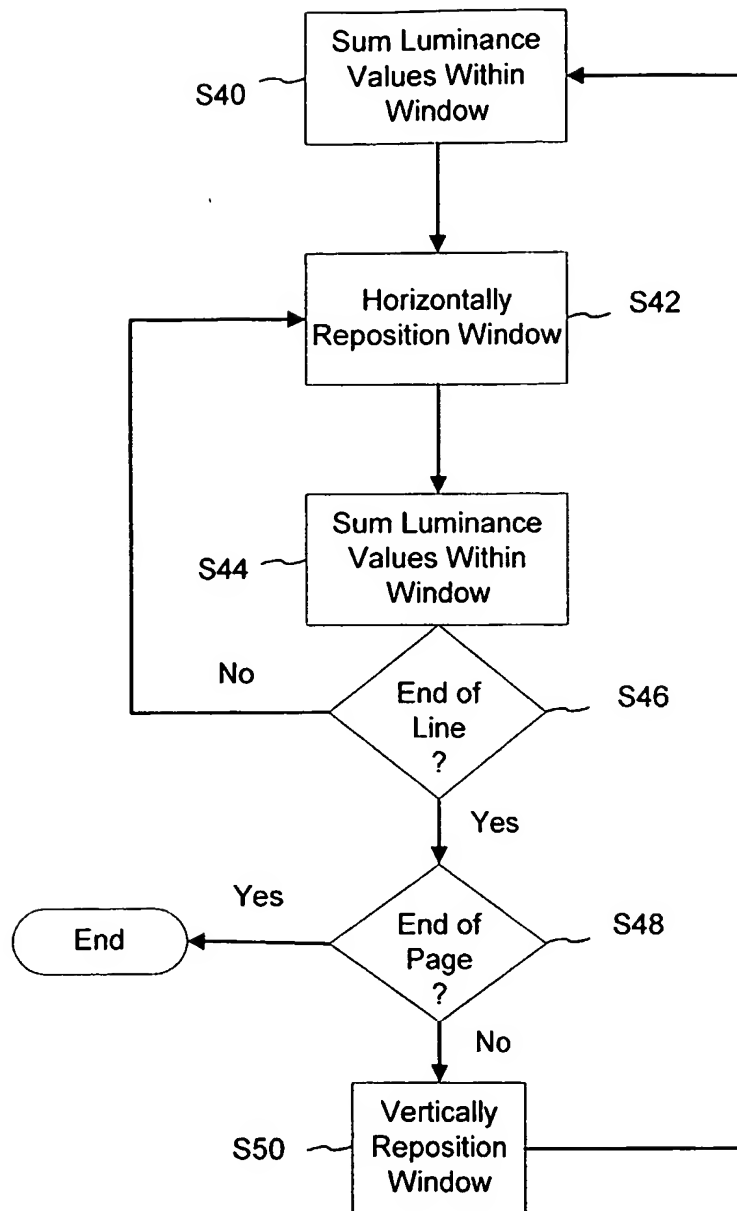 Sum Luminance
Values Within
Window
S40
Horizontally
Reposition Window
S42
Sum Luminance
Values Within
Window
S44
No
End of
Line
?
S46
Yes
Yes
End
End of
Page
?
S48
No
Vertically
Reposition
Window
S50